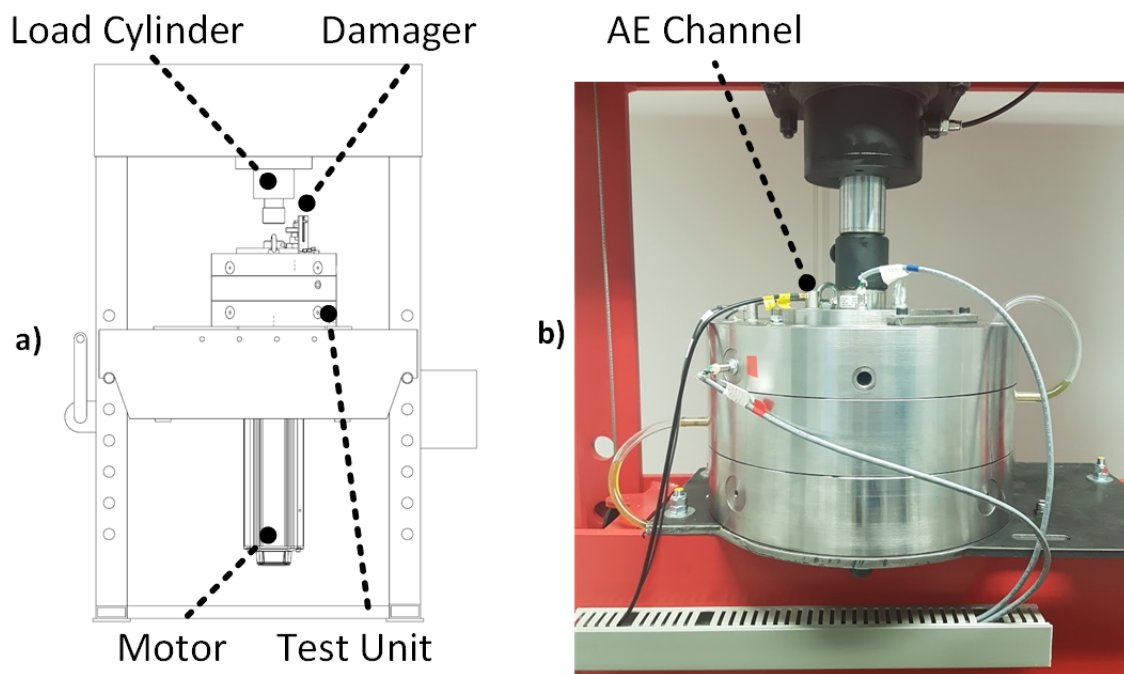 Load Cylinder
Damager
AE Channel
a)
b)
Motor
Test Unit